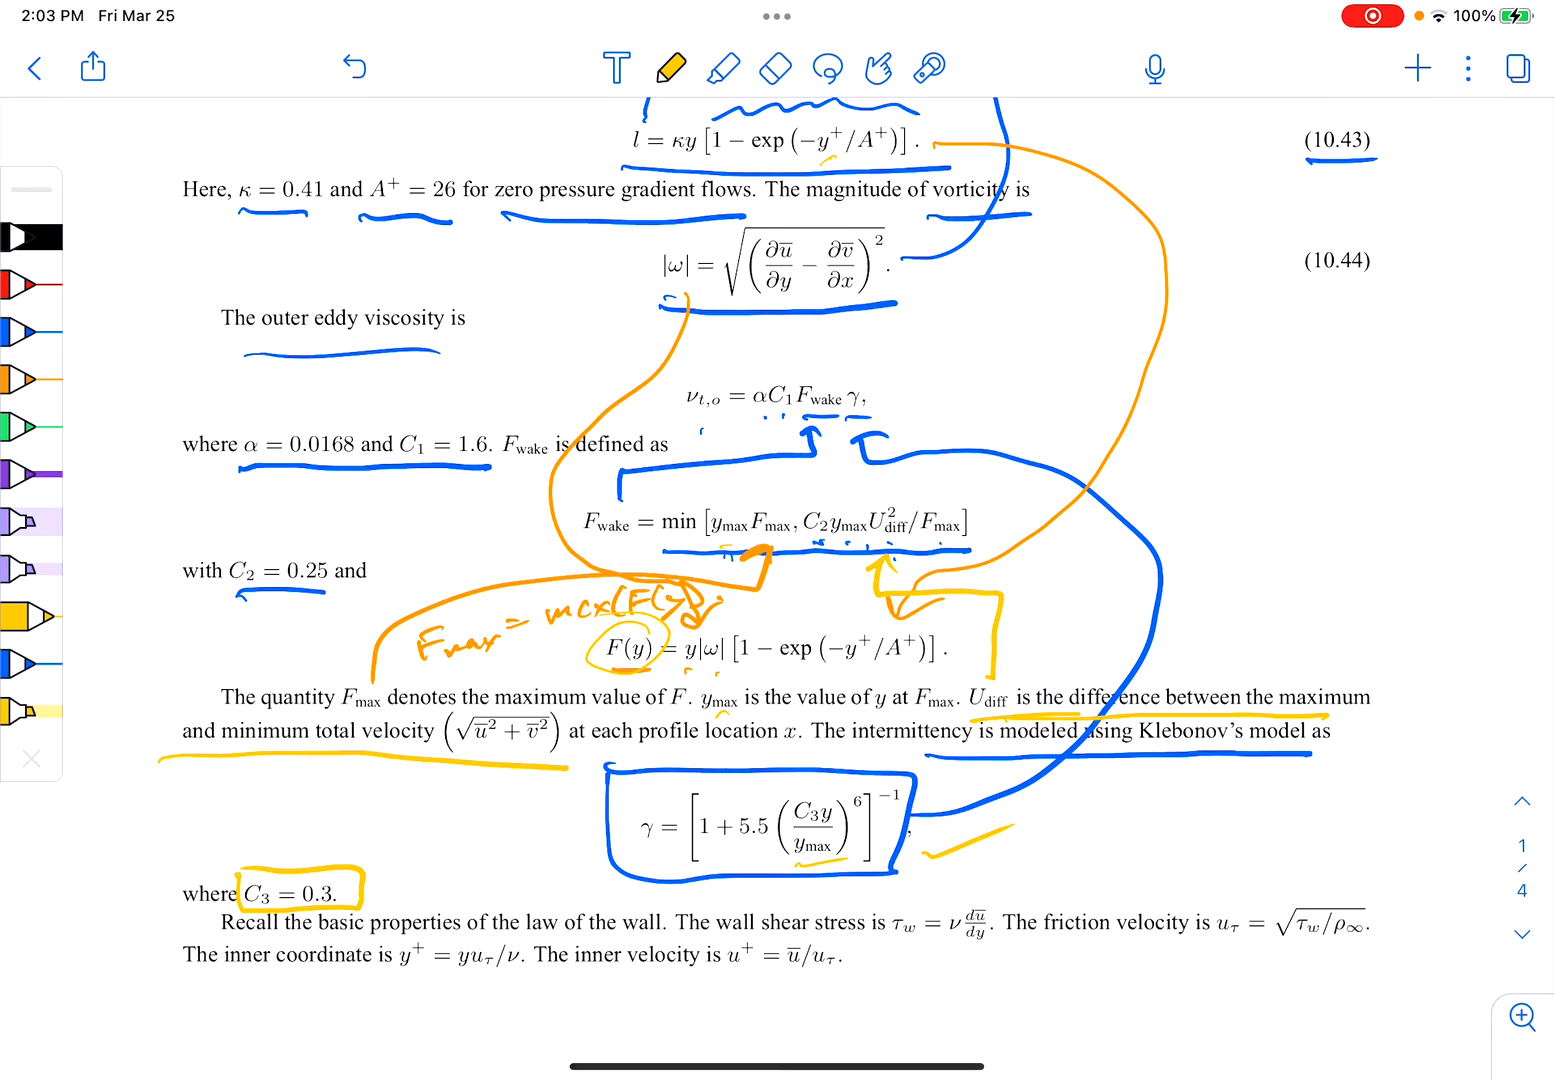 2:03 PM Fri Mar 25
100%
l = κy [1 − exp (−y⁺/A⁺)] . (10.43)
Here, κ = 0.41 and A⁺ = 26 for zero pressure gradient flows. The magnitude of vorticity is
|ω| = √((∂u̅/∂y − ∂v̅/∂x)²). (10.44)
The outer eddy viscosity is
ν_{t,o} = αC₁F_wake γ,
where α = 0.0168 and C₁ = 1.6. F_wake is defined as
F_wake = min [y_max F_max, C₂y_max U²_diff/F_max]
with C₂ = 0.25 and
F_max = max(F(y))
F(y) = y|ω| [1 − exp (−y⁺/A⁺)] .
The quantity F_max denotes the maximum value of F. y_max is the value of y at F_max. U_diff is the difference between the maximum
and minimum total velocity (√(u̅² + v̅²)) at each profile location x. The intermittency is modeled using Klebonov's model as
γ = [1 + 5.5 (C₃y/y_max)⁶]⁻¹,
where C₃ = 0.3.
Recall the basic properties of the law of the wall. The wall shear stress is τ_w = ν du̅/dy. The friction velocity is u_τ = √(τ_w/ρ_∞).
The inner coordinate is y⁺ = yu_τ/ν. The inner velocity is u⁺ = u̅/u_τ.
1
/
4